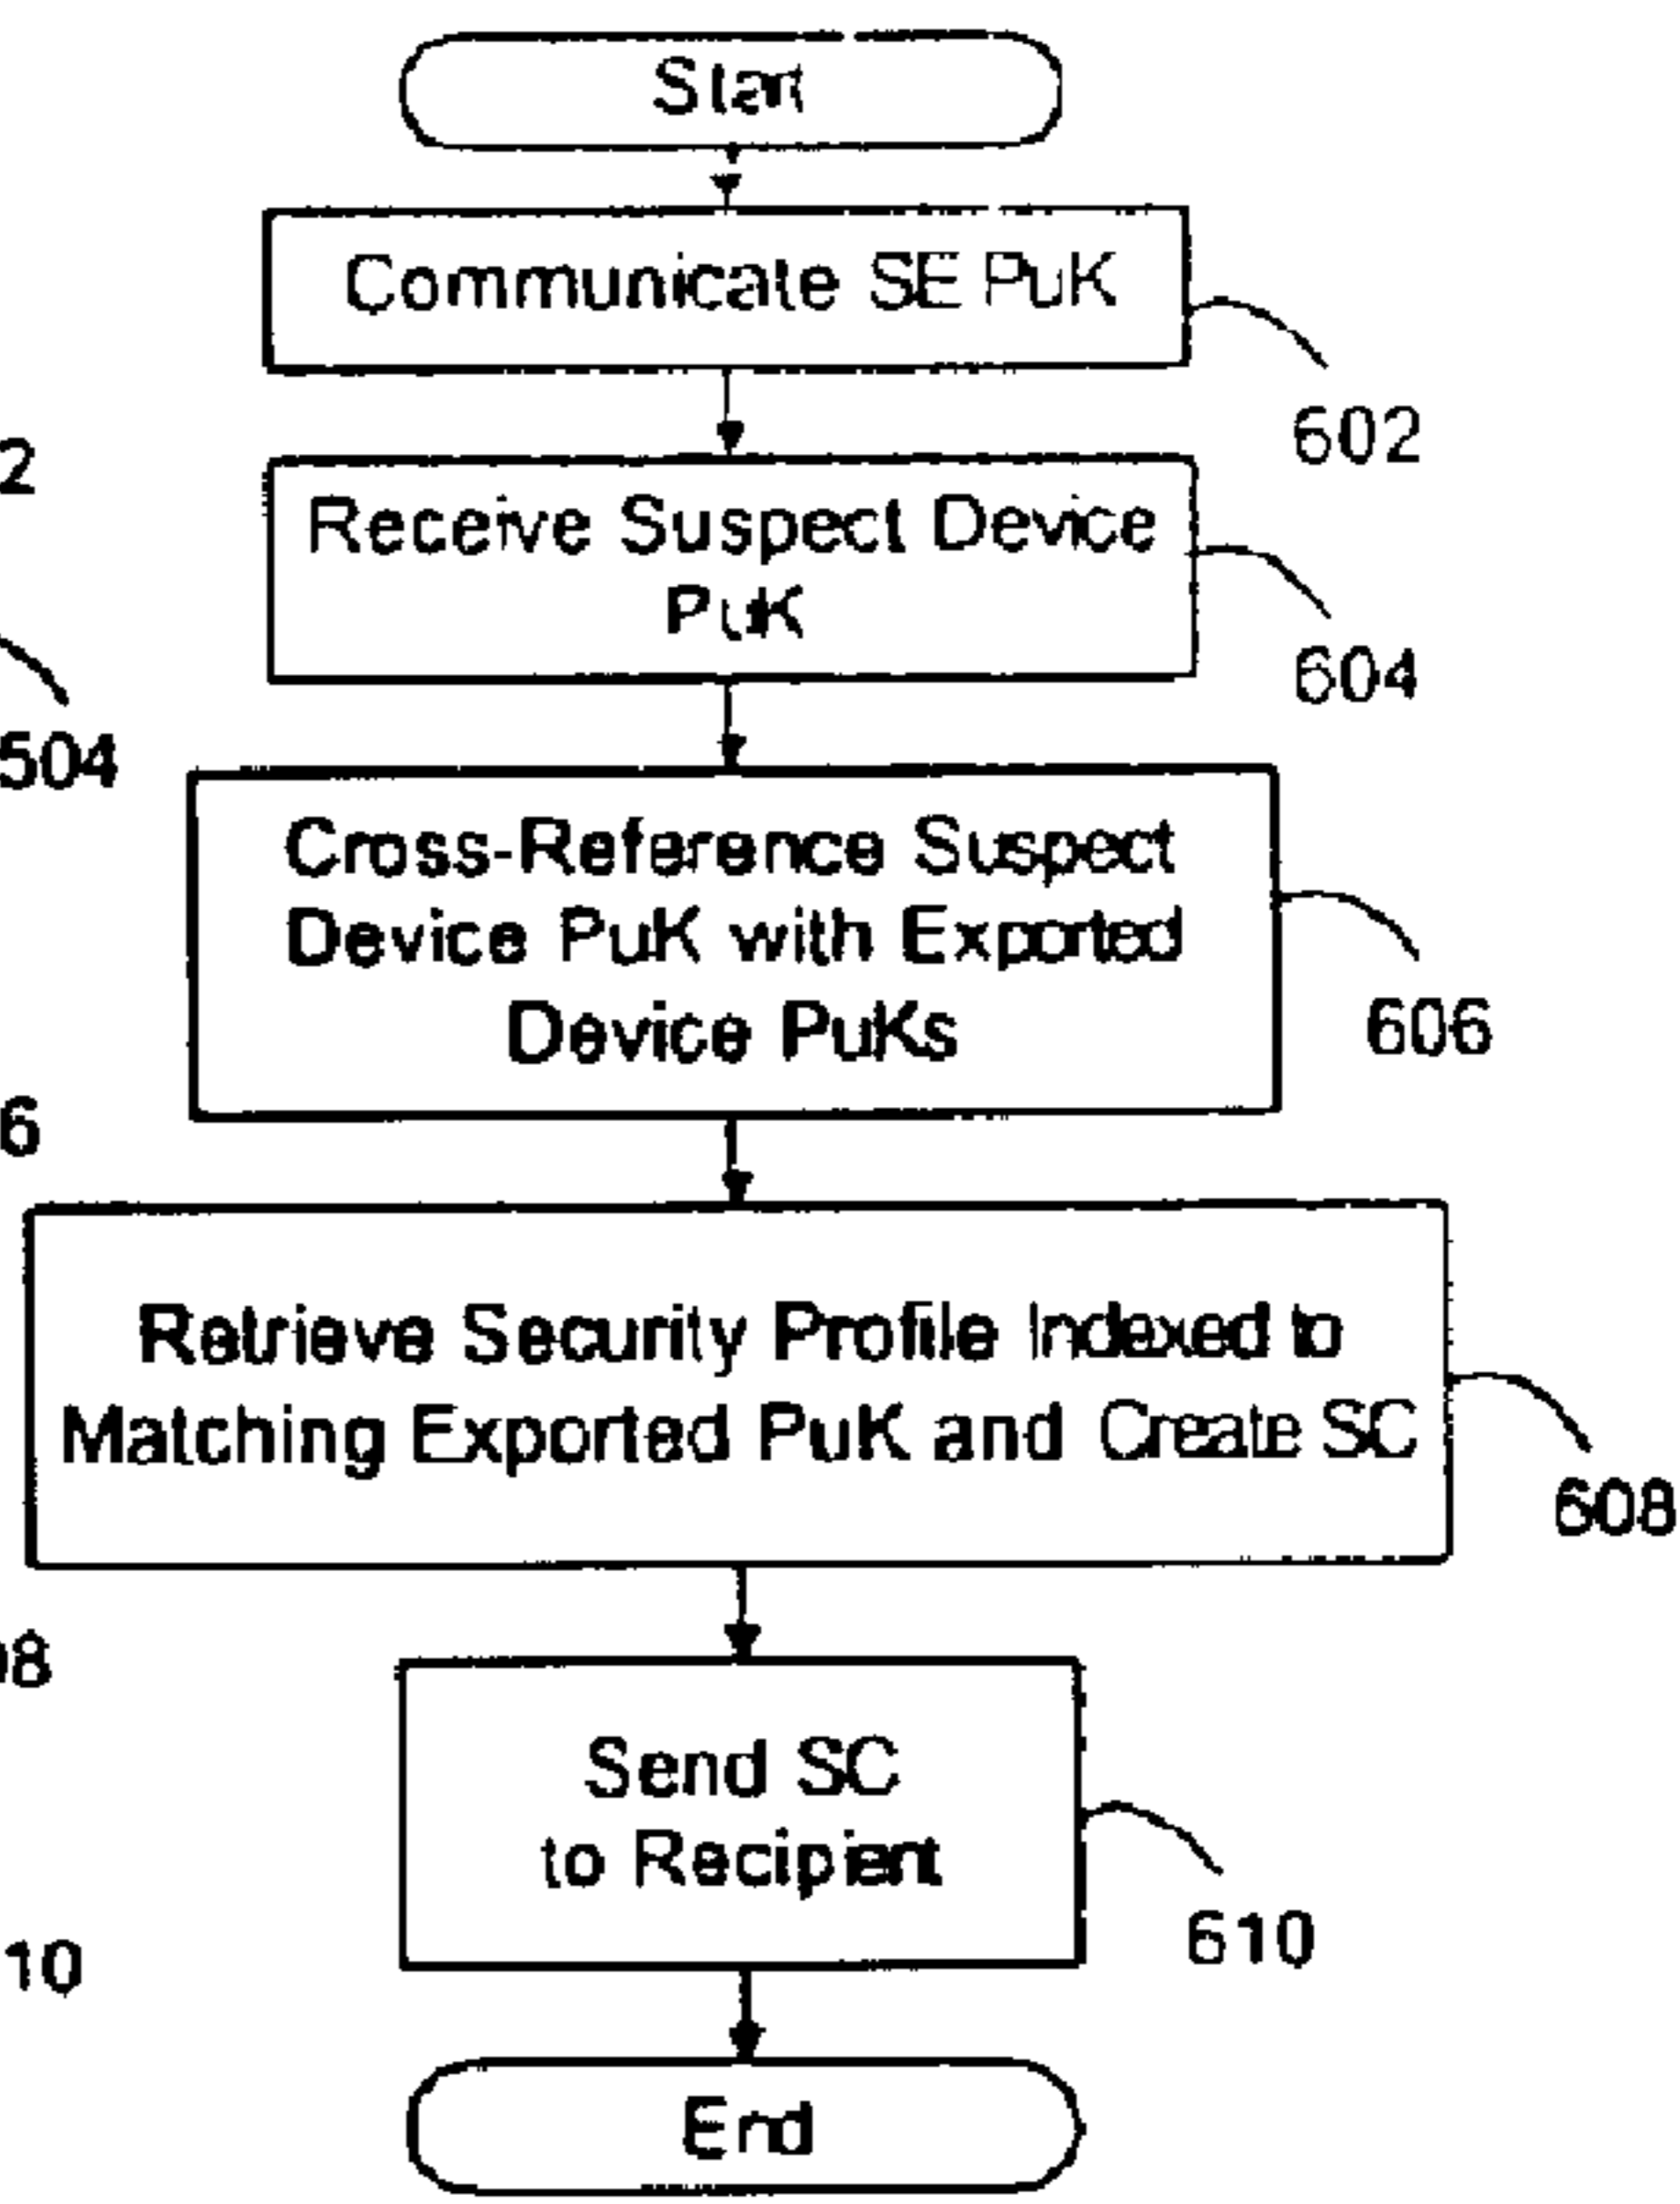 Start
Communicate SE PuK
602
2
Receive Suspect Device
PuK
604
504
Cross-Reference Suspect
Device PuK with Exported
Device PuKs
606
6
Retrieve Security Profile Indexed to
Matching Exported PuK and Create SC
608
08
Send SC
to Recipient
610
10
End